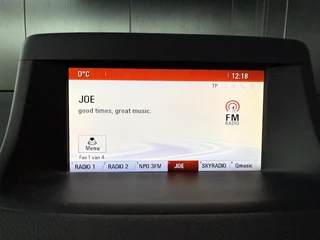 0°C 12:18
TP
JOE
good times, great music.
FM
RADIO
Menu
Fav 1 van 4
RADIO 1 RADIO 2 NPO 3FM JOE SKYRADIO Qmusic